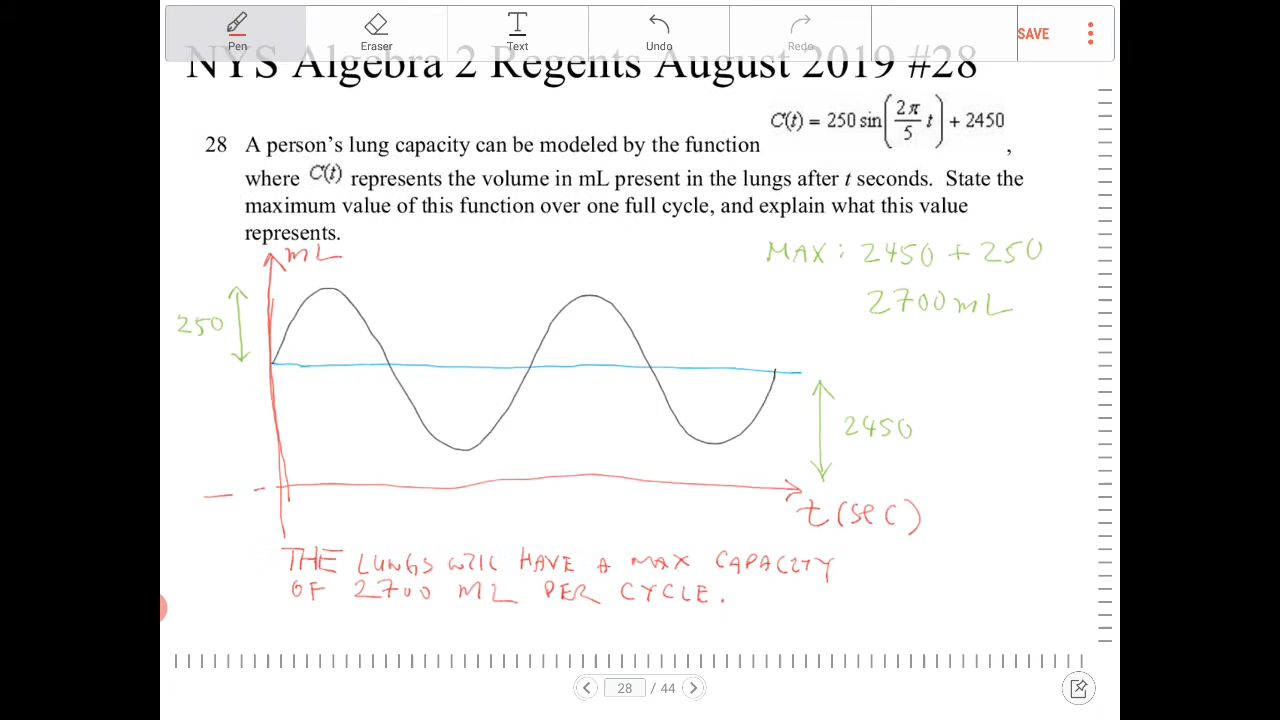 Pen Eraser Text Undo Redo SAVE
NYS Algebra 2 Regents August 2019 #28
C(t) = 250 sin(2π/5 t) + 2450
28 A person's lung capacity can be modeled by the function ,
where C(t) represents the volume in mL present in the lungs after t seconds. State the
maximum value of this function over one full cycle, and explain what this value
represents.
mL
MAX: 2450 + 250
2700 mL
250
2450
t (sec)
THE LUNGS WILL HAVE A MAX CAPACITY
OF 2700 ML PER CYCLE.
28 / 44